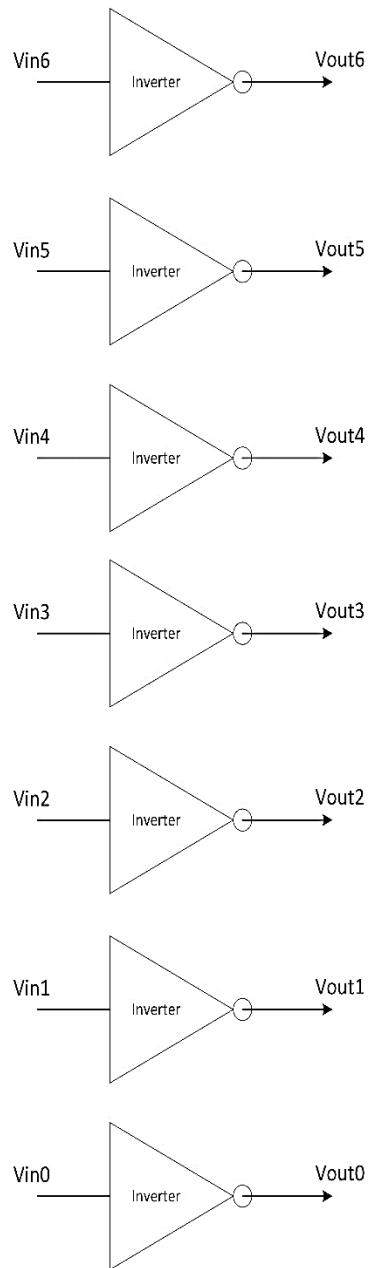 Vin6 Inverter Vout6
Vin5 Inverter Vout5
Vin4 Inverter Vout4
Vin3 Inverter Vout3
Vin2 Inverter Vout2
Vin1 Inverter Vout1
Vin0 Inverter Vout0